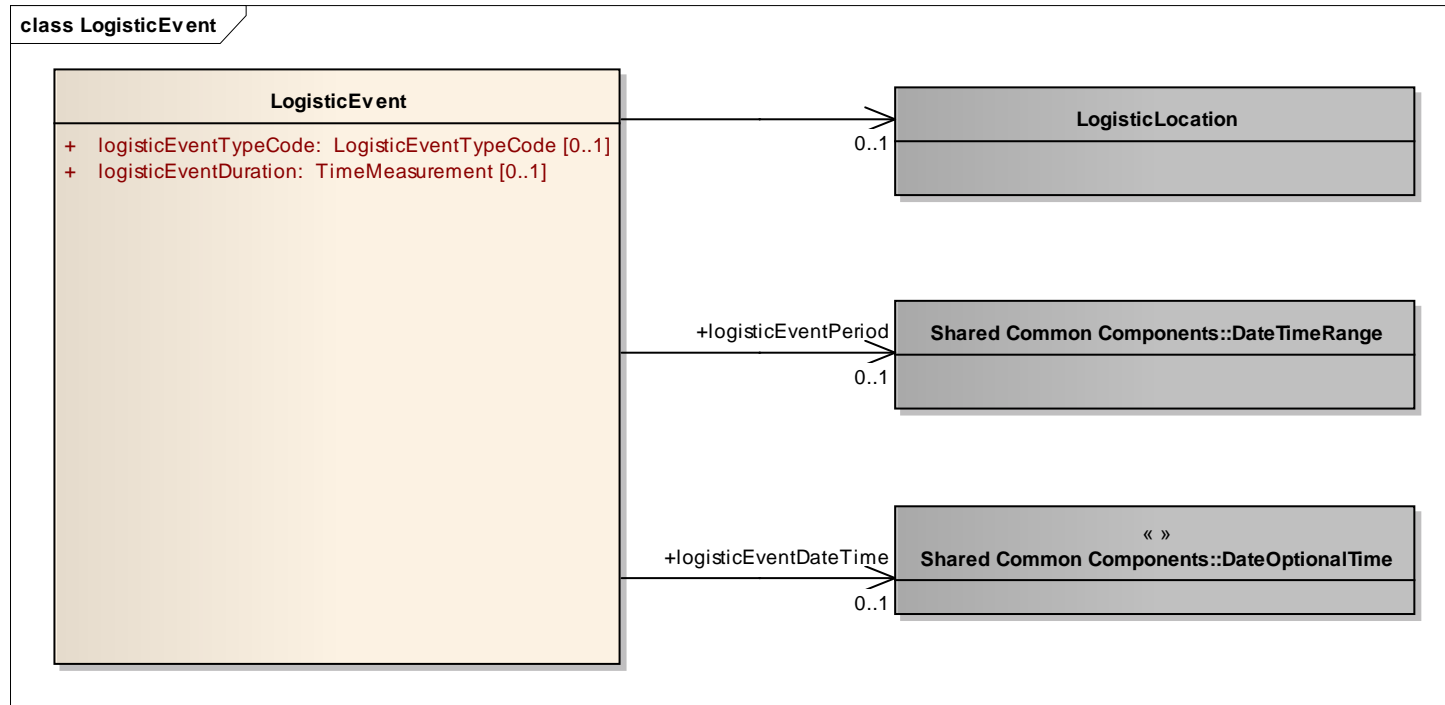 class LogisticEvent
LogisticEvent
+ logisticEventTypeCode: LogisticEventTypeCode [0..1]
+ logisticEventDuration: TimeMeasurement [0..1]
LogisticLocation
0..1
+logisticEventPeriod
Shared Common Components::DateTimeRange
0..1
« »
+logisticEventDateTime
Shared Common Components::DateOptionalTime
0..1